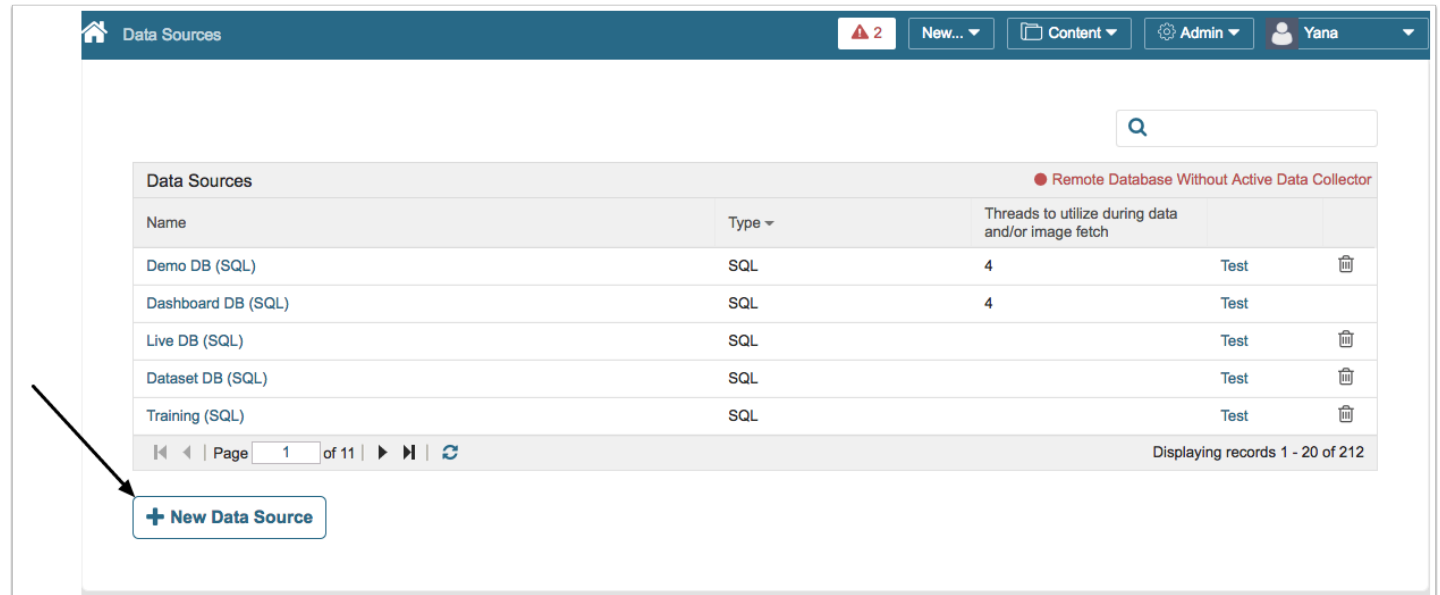 Data Sources 2 New... Content Admin Yana
Data Sources Remote Database Without Active Data Collector
Name Type Threads to utilize during data
and/or image fetch
Demo DB (SQL) SQL 4 Test
Dashboard DB (SQL) SQL 4 Test
Live DB (SQL) SQL Test
Dataset DB (SQL) SQL Test
Training (SQL) SQL Test
Page 1 of 11 Displaying records 1 - 20 of 212
New Data Source